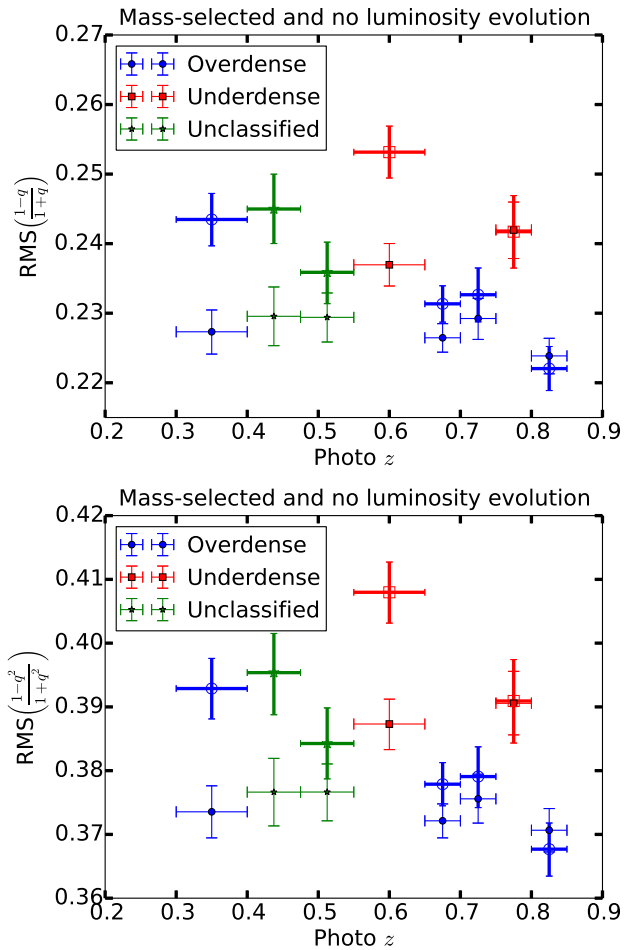 Mass-selected and no luminosity evolution
0.27
0.26
0.25
0.24
0.23
0.22
RMS(1−q/1+q)
Overdense
Underdense
Unclassified
0.2 0.3 0.4 0.5 0.6 0.7 0.8 0.9
Photo z
Mass-selected and no luminosity evolution
0.42
0.41
0.40
0.39
0.38
0.37
0.36
RMS(1−q²/1+q²)
Overdense
Underdense
Unclassified
0.2 0.3 0.4 0.5 0.6 0.7 0.8 0.9
Photo z